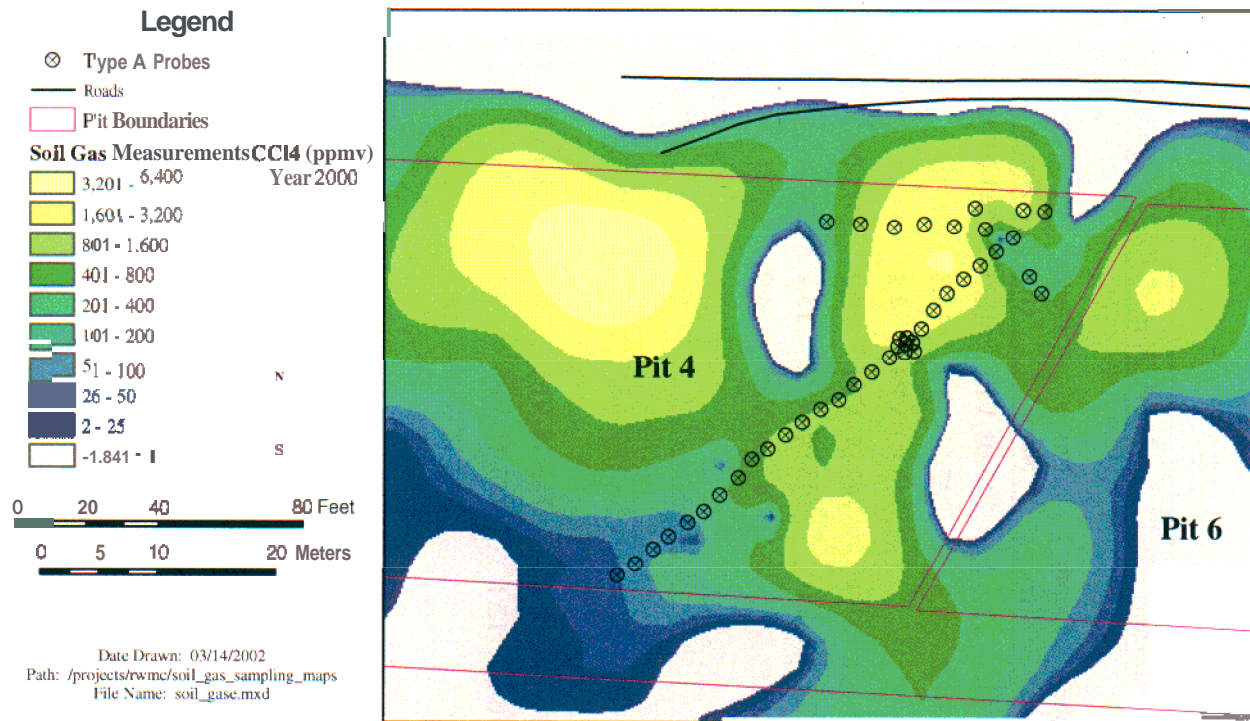 Legend
Type A Probes
Roads
Pit Boundaries
Soil Gas Measurements CCl4 (ppmv)
Year 2000
3,201 - 6,400
1,601 - 3,200
801 - 1.600
401 - 800
201 - 400
101 - 200
51 - 100
26 - 50
2 - 25
-1.841 - 1
N
S
0 20 40 80 Feet
0 5 10 20 Meters
Date Drawn: 03/14/2002
Path: /projects/rwmc/soil_gas_sampling_maps
File Name: soil_gase.mxd
Pit 4
Pit 6